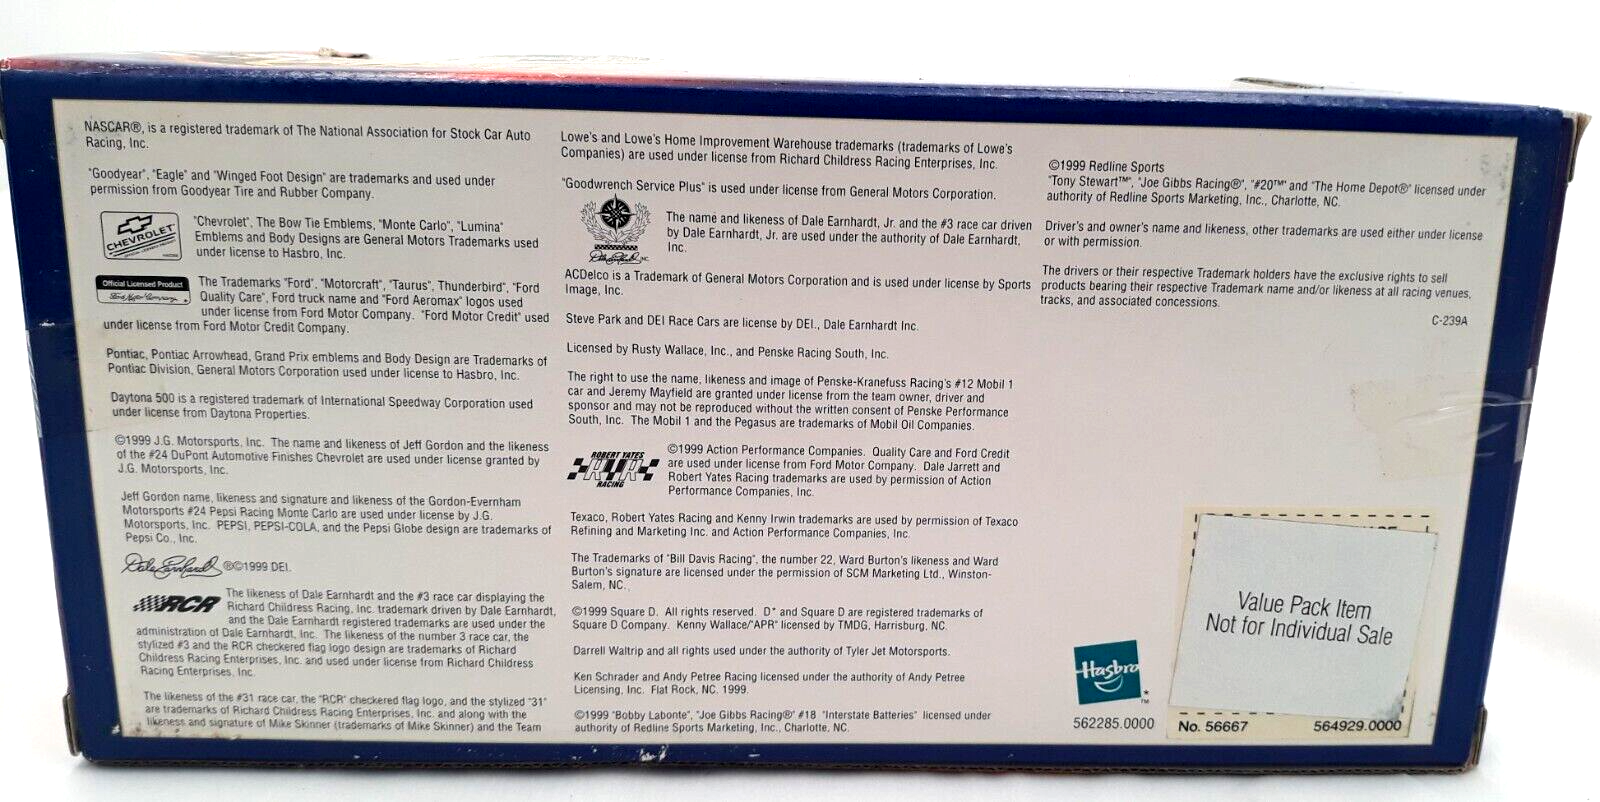 NASCAR®, is a registered trademark of The National Association for Stock Car Auto
Racing, Inc.
"Goodyear", "Eagle" and "Winged Foot Design" are trademarks and used under
permission from Goodyear Tire and Rubber Company.
CHEVROLET
"Chevrolet", The Bow Tie Emblems, "Monte Carlo", "Lumina"
Emblems and Body Designs are General Motors Trademarks used
under license to Hasbro, Inc.
Official Licensed Product
Ford Motor Company
The Trademarks "Ford", "Motorcraft", "Taurus", Thunderbird", "Ford
Quality Care", Ford truck name and "Ford Aeromax" logos used
under license from Ford Motor Company. "Ford Motor Credit" used
under license from Ford Motor Credit Company.
Pontiac, Pontiac Arrowhead, Grand Prix emblems and Body Design are Trademarks of
Pontiac Division, General Motors Corporation used under license to Hasbro, Inc.
Daytona 500 is a registered trademark of International Speedway Corporation used
under license from Daytona Properties.
©1999 J.G. Motorsports, Inc. The name and likeness of Jeff Gordon and the likeness
of the #24 DuPont Automotive Finishes Chevrolet are used under license granted by
J.G. Motorsports, Inc.
Jeff Gordon name, likeness and signature and likeness of the Gordon-Evernham
Motorsports #24 Pepsi Racing Monte Carlo are used under license by J.G.
Motorsports, Inc. PEPSI, PEPSI-COLA, and the Pepsi Globe design are trademarks of
Pepsi Co., Inc.
Dale Earnhardt ®©1999 DEI.
RCR
The likeness of Dale Earnhardt and the #3 race car displaying the
Richard Childress Racing, Inc. trademark driven by Dale Earnhardt,
and the Dale Earnhardt registered trademarks are used under the
administration of Dale Earnhardt, Inc. The likeness of the number 3 race car, the
stylized #3 and the RCR checkered flag logo design are trademarks of Richard
Childress Racing Enterprises, Inc. and used under license from Richard Childress
Racing Enterprises, Inc.
The likeness of the #31 race car, the "RCR" checkered flag logo, and the stylized "31"
are trademarks of Richard Childress Racing Enterprises, Inc. and along with the
likeness and signature of Mike Skinner (trademarks of Mike Skinner) and the Team
Lowe's and Lowe's Home Improvement Warehouse trademarks (trademarks of Lowe's
Companies) are used under license from Richard Childress Racing Enterprises, Inc.
"Goodwrench Service Plus" is used under license from General Motors Corporation.
The name and likeness of Dale Earnhardt, Jr. and the #3 race car driven
by Dale Earnhardt, Jr. are used under the authority of Dale Earnhardt,
Inc.
ACDelco is a Trademark of General Motors Corporation and is used under license by Sports
Image, Inc.
Steve Park and DEI Race Cars are license by DEI., Dale Earnhardt Inc.
Licensed by Rusty Wallace, Inc., and Penske Racing South, Inc.
The right to use the name, likeness and image of Penske-Kranefuss Racing's #12 Mobil 1
car and Jeremy Mayfield are granted under license from the team owner, driver and
sponsor and may not be reproduced without the written consent of Penske Performance
South, Inc. The Mobil 1 and the Pegasus are trademarks of Mobil Oil Companies.
ROBERT YATES
RYR
RACING
©1999 Action Performance Companies. Quality Care and Ford Credit
are used under license from Ford Motor Company. Dale Jarrett and
Robert Yates Racing trademarks are used by permission of Action
Performance Companies, Inc.
Texaco, Robert Yates Racing and Kenny Irwin trademarks are used by permission of Texaco
Refining and Marketing Inc. and Action Performance Companies, Inc.
The Trademarks of "Bill Davis Racing", the number 22, Ward Burton's likeness and Ward
Burton's signature are licensed under the permission of SCM Marketing Ltd., Winston-
Salem, NC.
©1999 Square D. All rights reserved. D* and Square D are registered trademarks of
Square D Company. Kenny Wallace/"APR" licensed by TMDG, Harrisburg, NC.
Darrell Waltrip and all rights used under the authority of Tyler Jet Motorsports.
Ken Schrader and Andy Petree Racing licensed under the authority of Andy Petree
Licensing, Inc. Flat Rock, NC. 1999.
©1999 "Bobby Labonte", "Joe Gibbs Racing®" #18 "Interstate Batteries" licensed under
authority of Redline Sports Marketing, Inc., Charlotte, NC.
©1999 Redline Sports
"Tony Stewart™", "Joe Gibbs Racing®", "#20™" and "The Home Depot®" licensed under
authority of Redline Sports Marketing, Inc., Charlotte, NC.
Driver's and owner's name and likeness, other trademarks are used either under license
or with permission.
The drivers or their respective Trademark holders have the exclusive rights to sell
products bearing their respective Trademark name and/or likeness at all racing venues,
tracks, and associated concessions.
C-239A
Hasbro
™
562285.0000
Value Pack Item
Not for Individual Sale
No. 56667 564929.0000